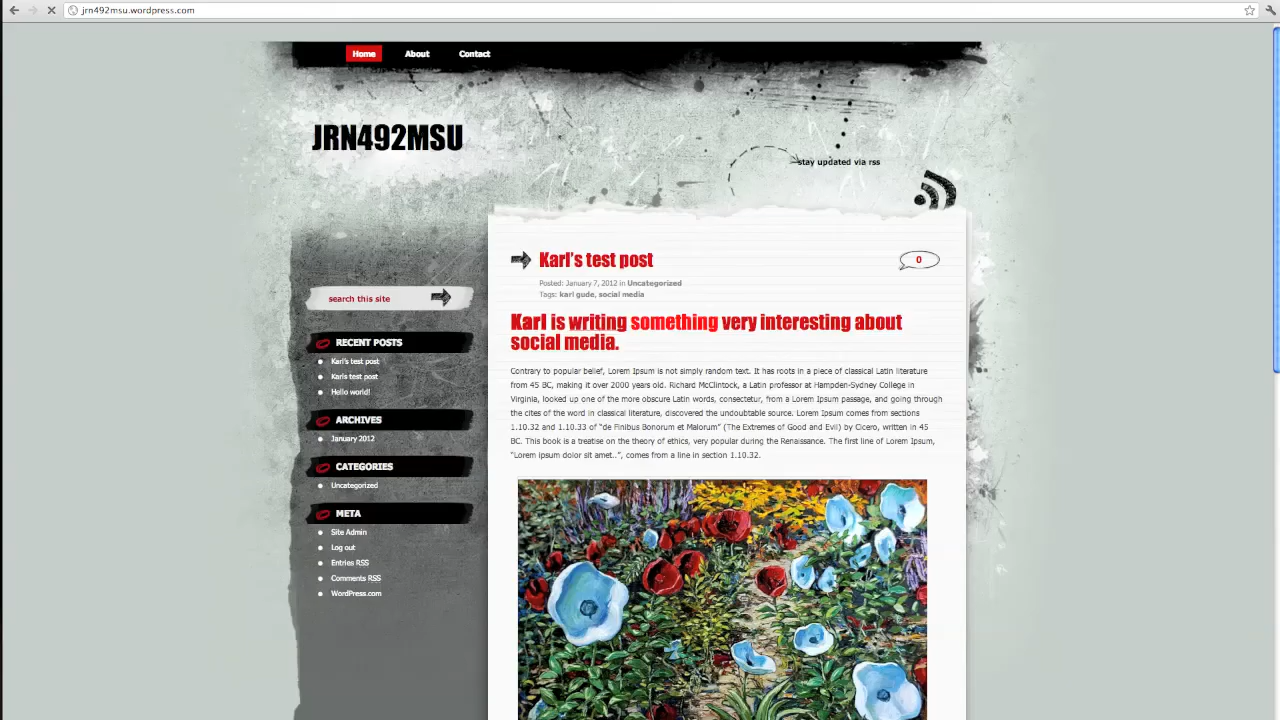 jrn492msu.wordpress.com
Home About Contact
JRN492MSU
stay updated via rss
search this site
RECENT POSTS
Karl's test post
Karls test post
Hello world!
ARCHIVES
January 2012
CATEGORIES
Uncategorized
META
Site Admin
Log out
Entries RSS
Comments RSS
WordPress.com
Karl's test post
0
Posted: January 7, 2012 in Uncategorized
Tags: karl gude, social media
Karl is writing something very interesting about
social media.
Contrary to popular belief, Lorem Ipsum is not simply random text. It has roots in a piece of classical Latin literature
from 45 BC, making it over 2000 years old. Richard McClintock, a Latin professor at Hampden-Sydney College in
Virginia, looked up one of the more obscure Latin words, consectetur, from a Lorem Ipsum passage, and going through
the cites of the word in classical literature, discovered the undoubtable source. Lorem Ipsum comes from sections
1.10.32 and 1.10.33 of "de Finibus Bonorum et Malorum" (The Extremes of Good and Evil) by Cicero, written in 45
BC. This book is a treatise on the theory of ethics, very popular during the Renaissance. The first line of Lorem Ipsum,
"Lorem ipsum dolor sit amet..", comes from a line in section 1.10.32.